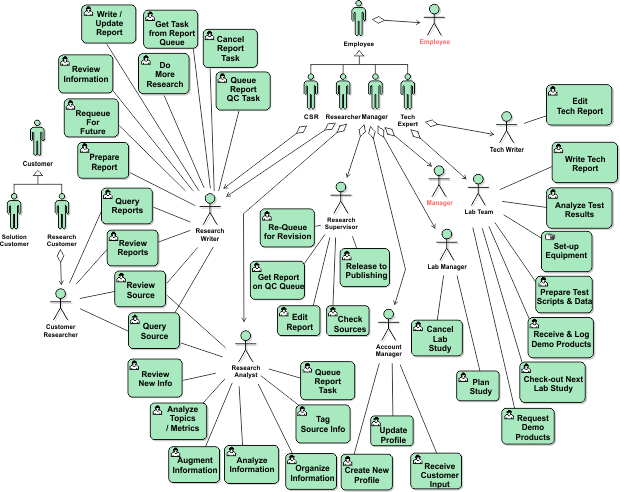 Write /
Update
Report
Get Task
from Report
Queue
Cancel
Report
Task
Employee
Employee
Review
Information
Do
More
Research
Queue
Report
QC Task
CSR
Researcher
Manager
Tech
Expert
Edit
Tech Report
Requeue
For
Future
Tech Writer
Customer
Prepare
Report
Write Tech
Report
Query
Reports
Manager
Lab Team
Analyze Test
Results
Solution
Customer
Research
Customer
Research
Writer
Research
Supervisor
Re-Queue
for Revision
Review
Reports
Set-up
Equipment
Lab Manager
Review
Source
Get Report
on QC Queue
Release to
Publishing
Prepare Test
Scripts & Data
Customer
Researcher
Query
Source
Edit
Report
Check
Sources
Account
Manager
Cancel
Lab
Study
Receive & Log
Demo Products
Research
Analyst
Review
New Info
Queue
Report
Task
Plan
Study
Check-out Next
Lab Study
Analyze
Topics
/ Metrics
Tag
Source Info
Update
Profile
Request
Demo
Products
Augment
Information
Analyze
Information
Organize
Information
Create New
Profile
Receive
Customer
Input